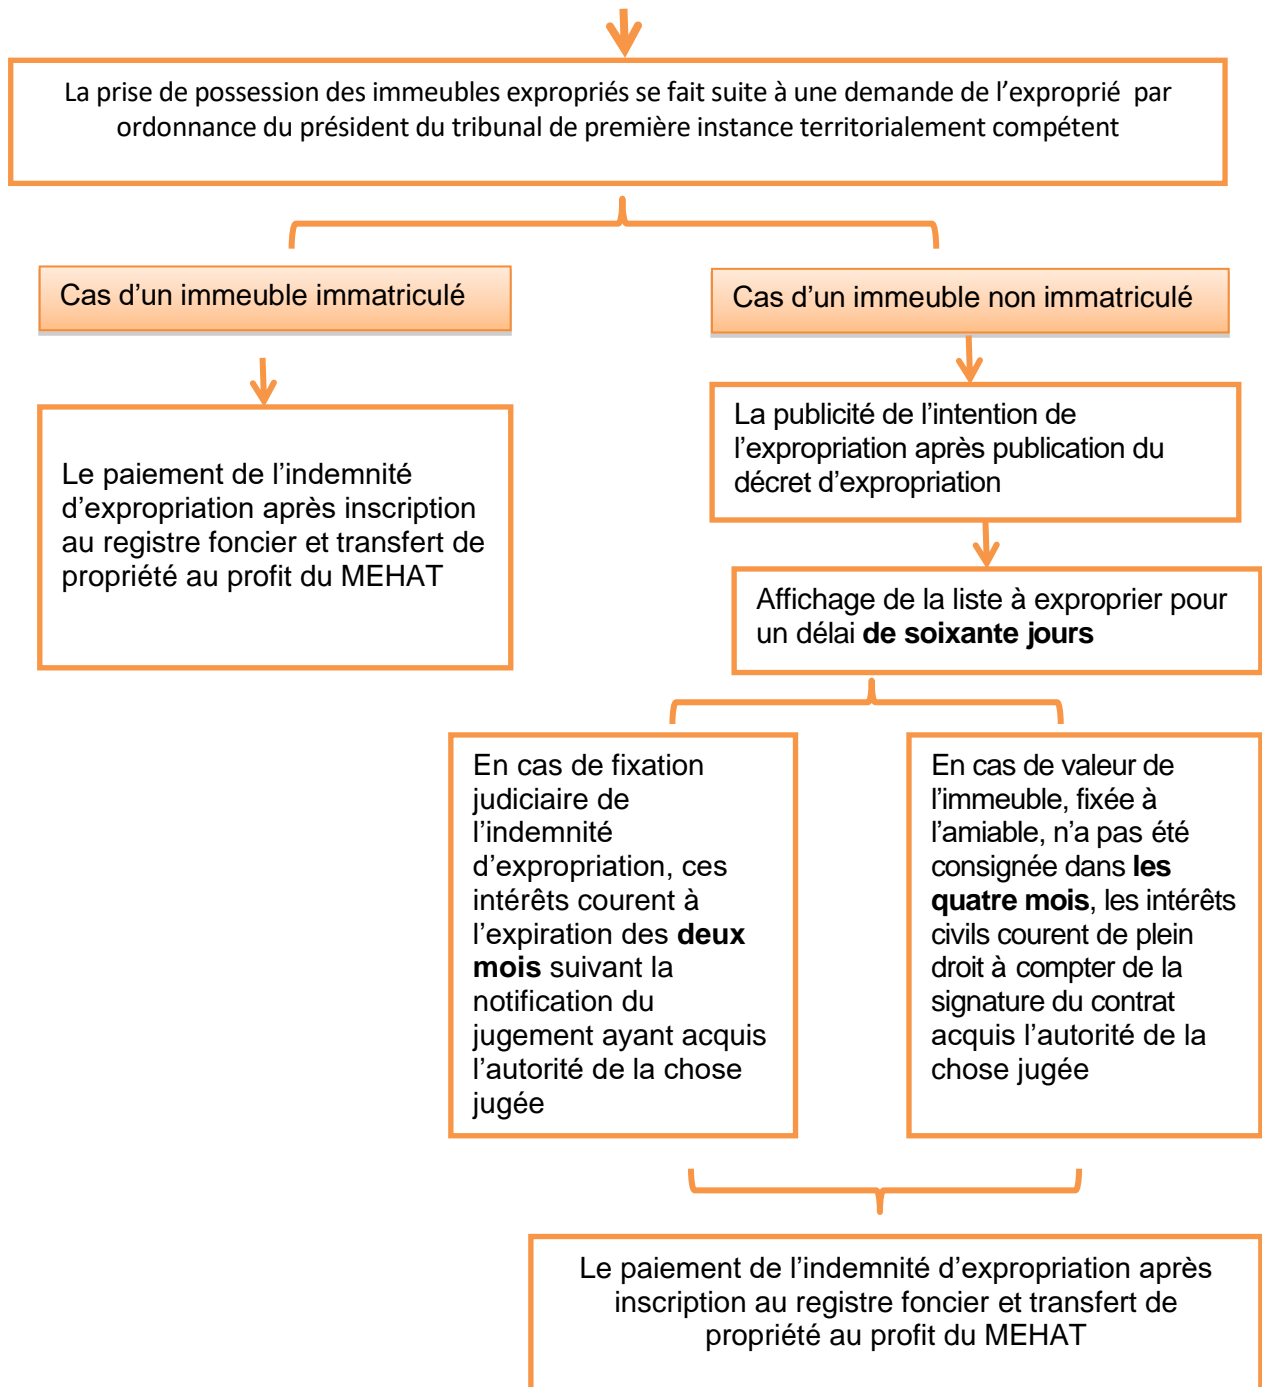 La prise de possession des immeubles expropriés se fait suite à une demande de l’exproprié par
ordonnance du président du tribunal de première instance territorialement compétent
Cas d’un immeuble immatriculé
Le paiement de l’indemnité
d’expropriation après inscription
au registre foncier et transfert de
propriété au profit du MEHAT
Cas d’un immeuble non immatriculé
La publicité de l’intention de
l’expropriation après publication du
décret d’expropriation
Affichage de la liste à exproprier pour
un délai de soixante jours
En cas de fixation
judiciaire de
l’indemnité
d’expropriation, ces
intérêts courent à
l’expiration des deux
mois suivant la
notification du
jugement ayant acquis
l’autorité de la chose
jugée
En cas de valeur de
l’immeuble, fixée à
l’amiable, n’a pas été
consignée dans les
quatre mois, les intérêts
civils courent de plein
droit à compter de la
signature du contrat
acquis l’autorité de la
chose jugée
Le paiement de l’indemnité d’expropriation après
inscription au registre foncier et transfert de
propriété au profit du MEHAT